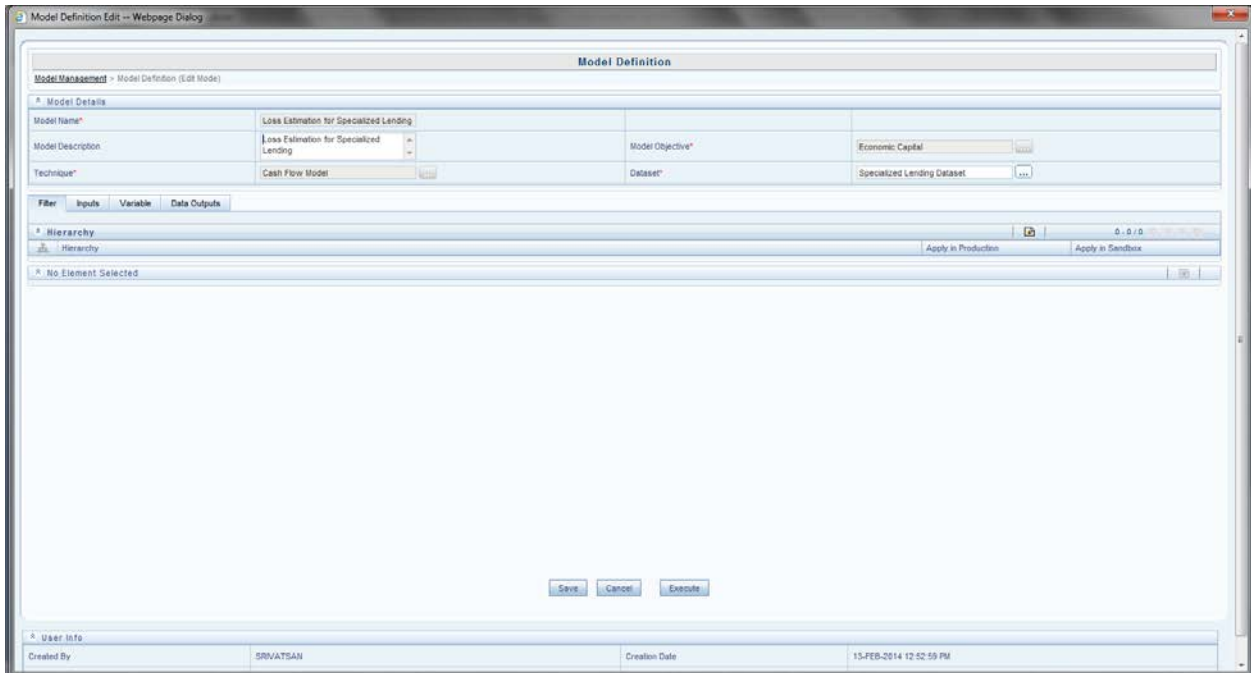 Model Definition Edit -- Webpage Dialog
Model Definition
Model Management > Model Definition (Edit Mode)
Model Details
Model Name* Loss Estimation for Specialized Lending
Model Description Loss Estimation for Specialized Lending Model Objective* Economic Capital ...
Technique* Cash Flow Model ... Dataset* Specialized Lending Dataset ...
Filter Inputs Variable Data Outputs
Hierarchy 0 - 0 / 0
Hierarchy Apply in Production Apply in Sandbox
No Element Selected
Save Cancel Execute
User Info
Created By SRIVATSAN Creation Date 15-FEB-2014 12:52:59 PM